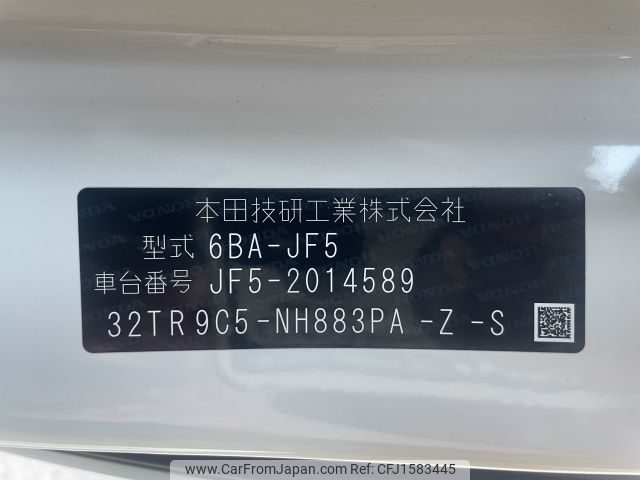 本田技研工業株式会社
型式 6BA-JF5
車台番号 JF5-2014589
32TR9C5-NH883PA-Z-S
www.CarFromJapan.com - CFJ1583445